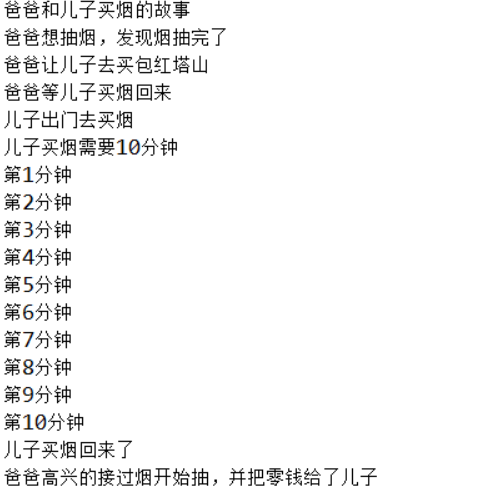 爸爸和儿子买烟的故事
爸爸想抽烟，发现烟抽完了
爸爸让儿子去买包红塔山
爸爸等儿子买烟回来
儿子出门去买烟
儿子买烟需要10分钟
第1分钟
第2分钟
第3分钟
第4分钟
第5分钟
第6分钟
第7分钟
第8分钟
第9分钟
第10分钟
儿子买烟回来了
爸爸高兴的接过烟开始抽，并把零钱给了儿子